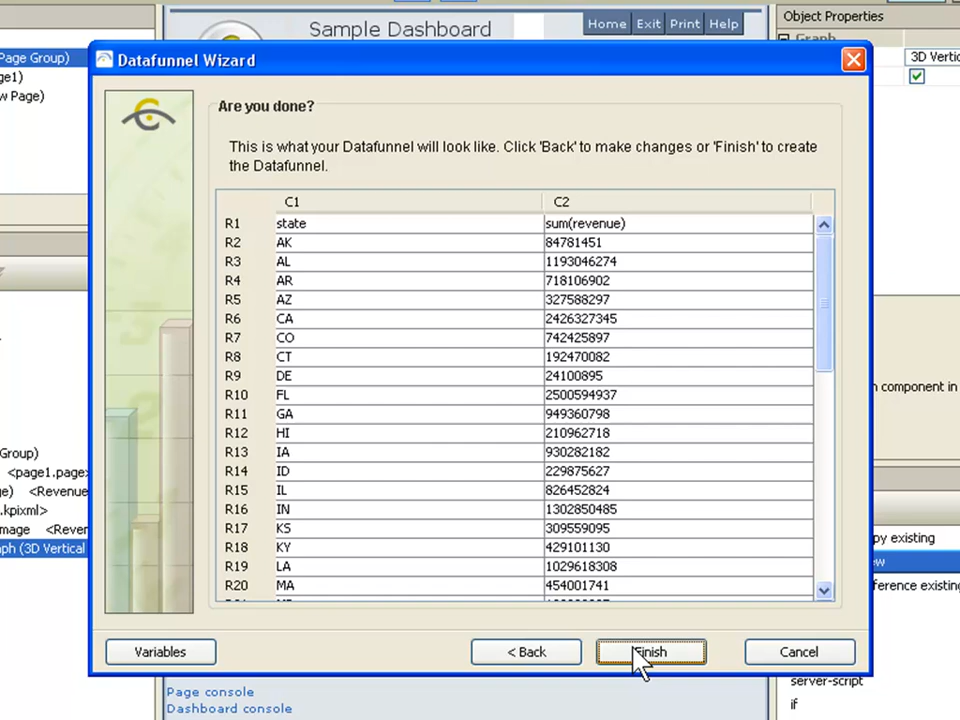 Sample Dashboard
Home Exit Print Help
Object Properties
Graph
Page Group)
3D Vertic
ge1)
w Page)
Datafunnel Wizard
Are you done?
This is what your Datafunnel will look like. Click 'Back' to make changes or 'Finish' to create
the Datafunnel.
C1 C2
R1 state sum(revenue)
R2 AK 84781451
R3 AL 1193046274
R4 AR 718106902
R5 AZ 327588297
R6 CA 2426327345
R7 CO 742425897
R8 CT 192470082
R9 DE 24100895
R10 FL 2500594937
R11 GA 949360798
R12 HI 210962718
R13 IA 930282182
R14 ID 229875627
R15 IL 826452824
R16 IN 1302850485
R17 KS 309559095
R18 KY 429101130
R19 LA 1029618308
R20 MA 454001741
n component in
Group)
<page1.page>
e) <Revenue
.kpixml>
mage <Rever
ph (3D Vertical
py existing
ew
ference existing
Variables < Back Finish Cancel
server-script
if
Page console
Dashboard console